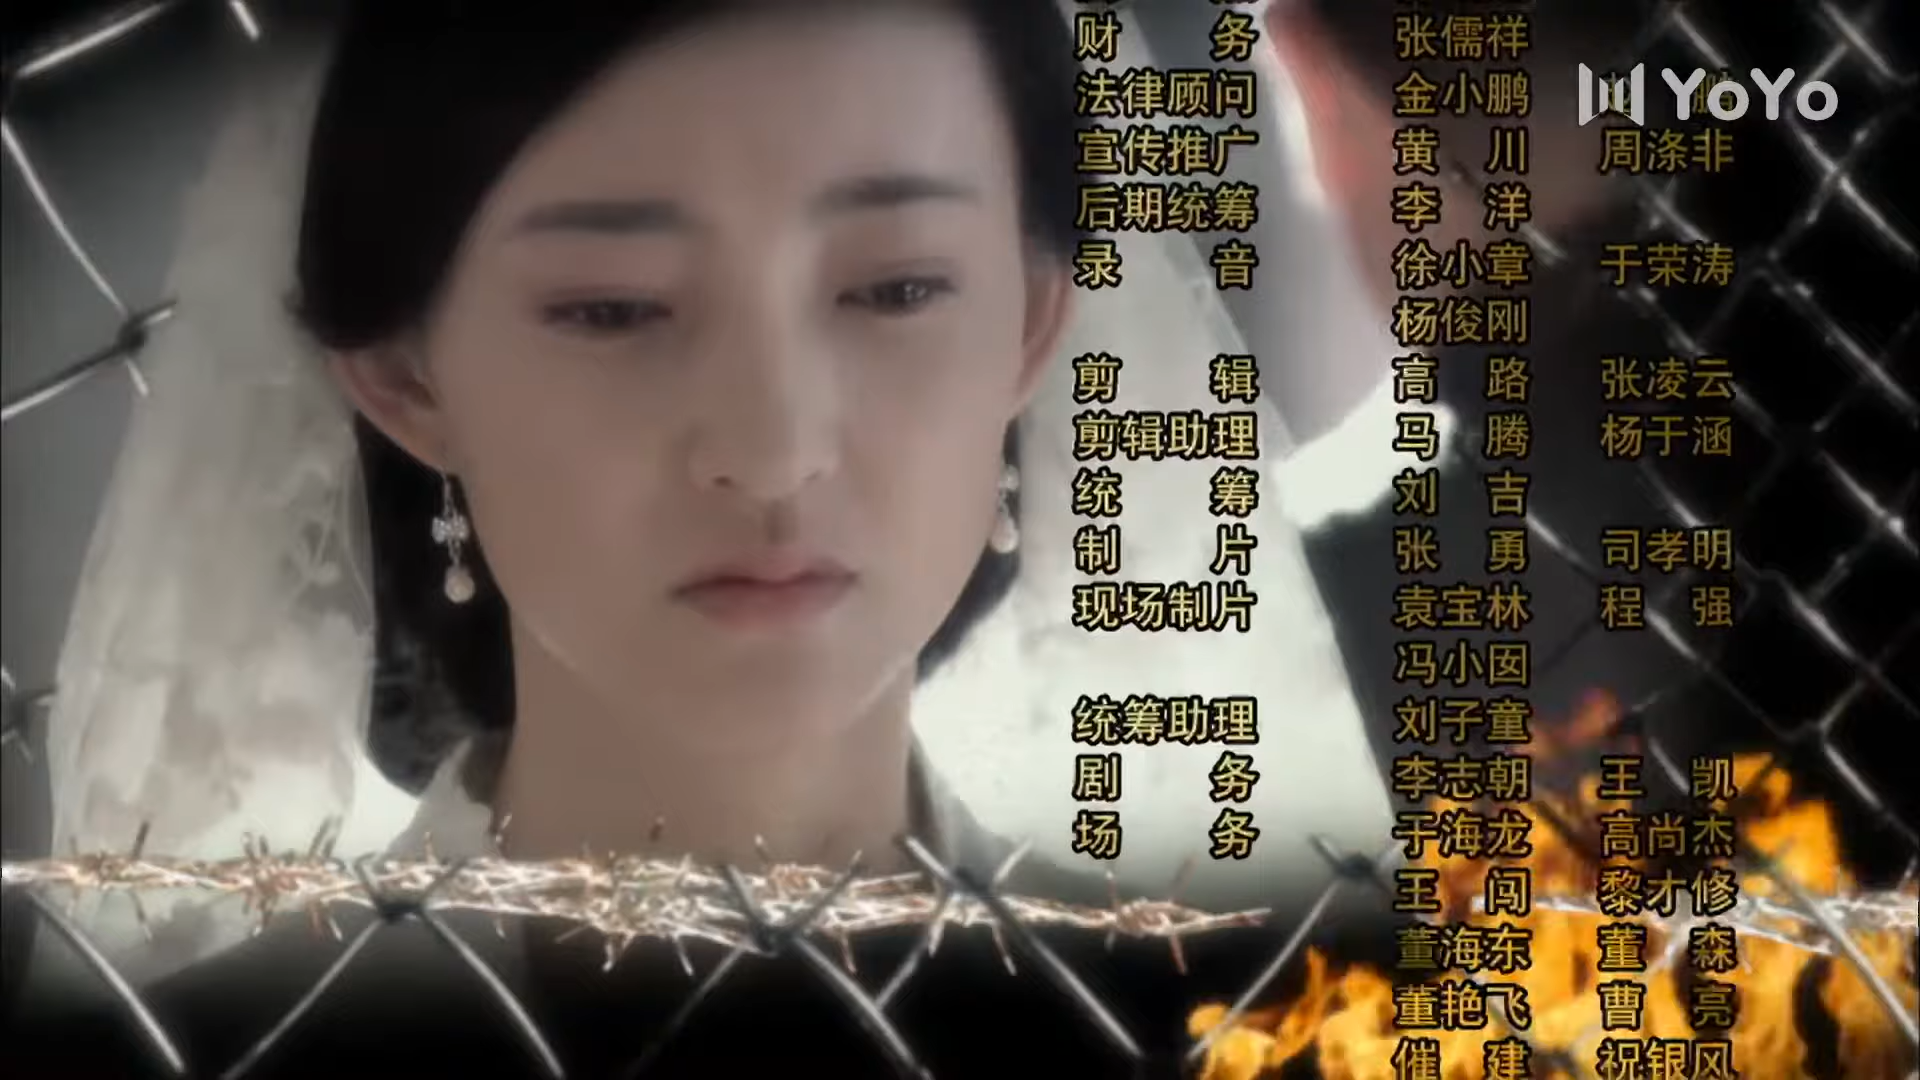 财务 张儒祥
法律顾问 金小鹏 鹏
YOYO
宣传推广 黄川 周涤非
后期统筹 李洋
录音 徐小章 于荣涛
杨俊刚
剪辑 高路 张凌云
剪辑助理 马腾 杨于涵
统筹 刘吉
制片 张勇 司孝明
现场制片 袁宝林 程强
冯小囡
统筹助理 刘子童
剧务 李志朝 王凯
场务 于海龙 高尚杰
王闯 黎才修
董海东 董森
董艳飞 曹亮
催建 祝银风